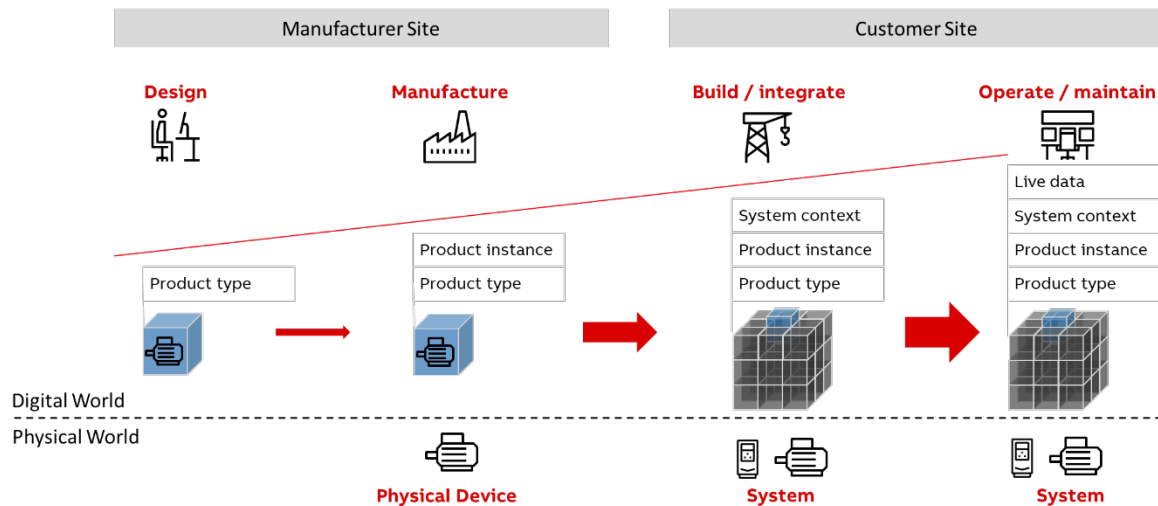 Manufacturer Site
Customer Site
Design
Manufacture
Build / integrate
Operate / maintain
Live data
System context
System context
Product instance
Product instance
Product instance
Product type
Product type
Product type
Product type
Digital World
Physical World
Physical Device
System
System